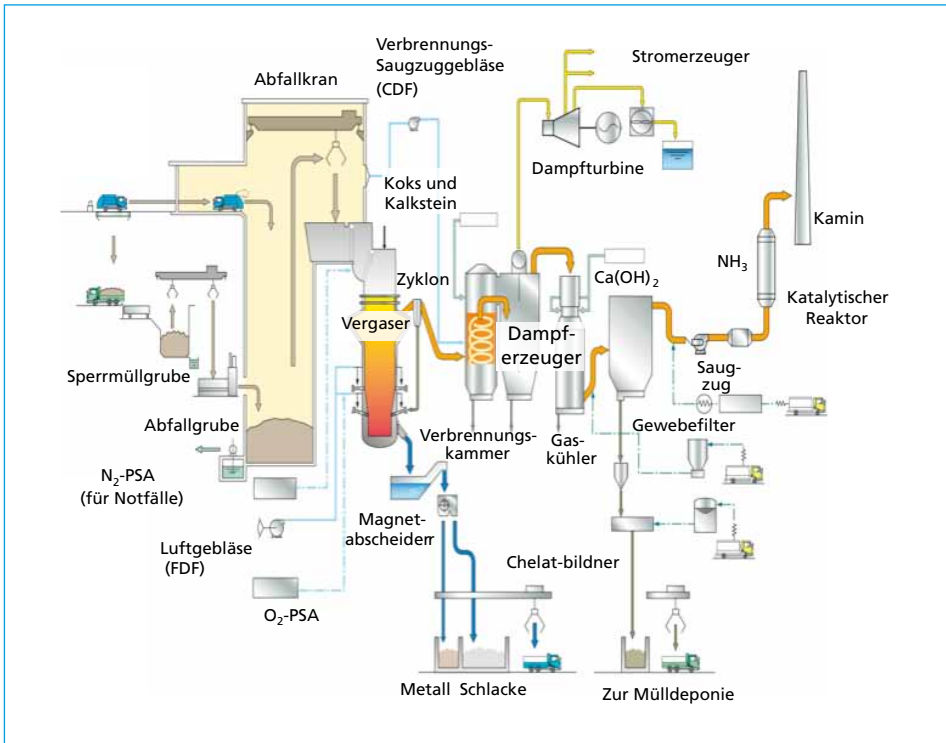 Verbrennungs-
Saugzuggebläse
(CDF)
Stromerzeuger
Abfallkran
Dampfturbine
Koks und
Kalkstein
Kamin
NH3
Zyklon
Ca(OH)2
Katalytischer
Reaktor
Vergaser
Dampf-
erzeuger
Saug-
zug
Sperrmüllgrube
Abfallgrube
Verbrennungs-
kammer
Gas-
kühler
Gewebefilter
N2-PSA
(für Notfälle)
Magnet-
abscheiderr
Luftgebläse
(FDF)
Chelat-bildner
O2-PSA
Metall Schlacke
Zur Mülldeponie